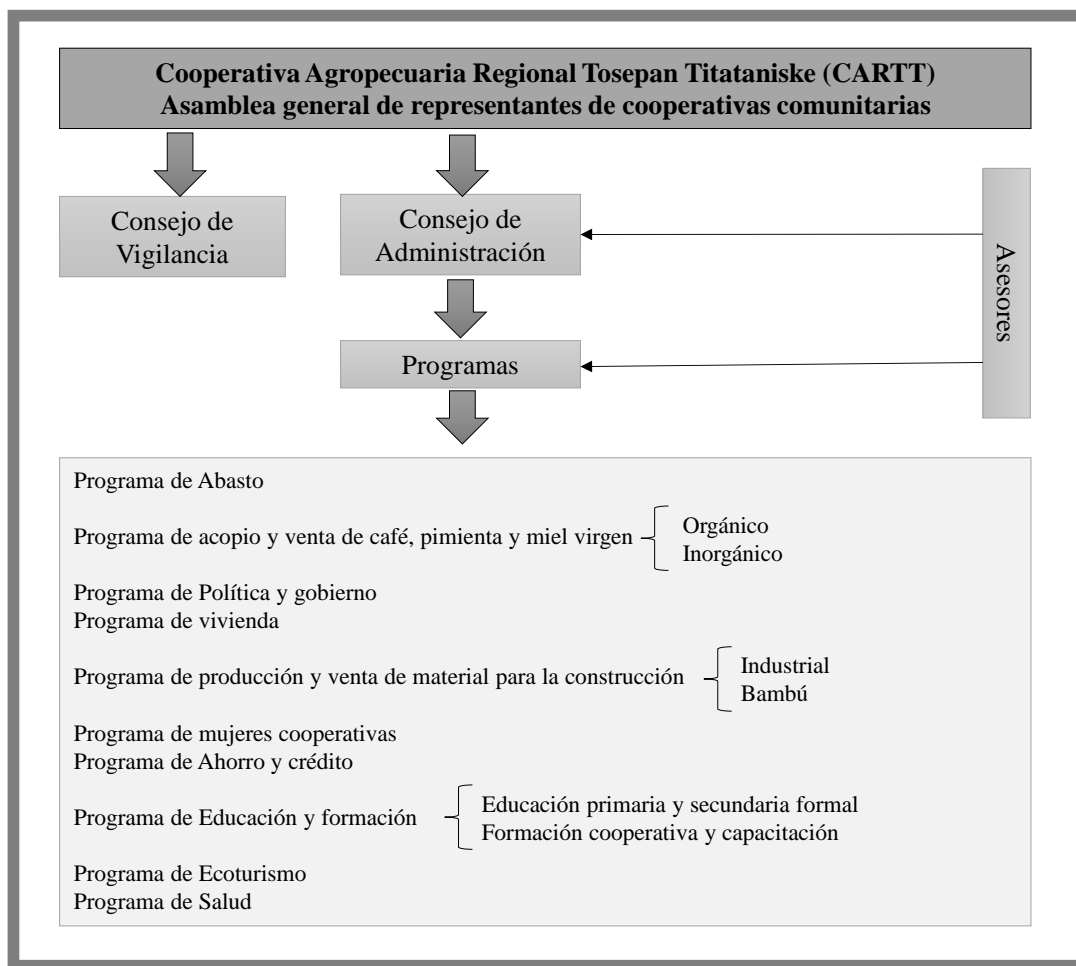 Cooperativa Agropecuaria Regional Tosepan Titataniske (CARTT)
Asamblea general de representantes de cooperativas comunitarias
Consejo de
Vigilancia
Consejo de
Administración
Asesores
Programas
Programa de Abasto
Programa de acopio y venta de café, pimienta y miel virgen
Orgánico
Inorgánico
Programa de Política y gobierno
Programa de vivienda
Programa de producción y venta de material para la construcción
Industrial
Bambú
Programa de mujeres cooperativas
Programa de Ahorro y crédito
Programa de Educación y formación
Educación primaria y secundaria formal
Formación cooperativa y capacitación
Programa de Ecoturismo
Programa de Salud